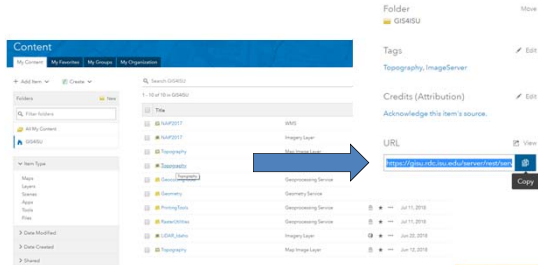 Content
My Content My Favorites My Groups My Organization
+ Add Item Create
Search GIS4ISU
Folders New
1 - 10 of 10 in GIS4ISU
Filter folders
Title
All My Content
GIS4ISU
NAIP2017 WMS
NAIP2017 Imagery Layer
Topography Map Image Layer
Item Type
Topography
Topography
Maps
Layers
Scenes
Apps
Tools
Files
Geoprocessing Service
Geometry Geometry Service
PrintingTools Geoprocessing Service Jul 11, 2018
RasterUtilities Geoprocessing Service Jul 11, 2018
Date Modified
LiDAR_Idaho Imagery Layer Jun 25, 2018
Date Created
Topography Map Image Layer Jun 12, 2018
Shared
Folder Move
GIS4ISU
Tags Edit
Topography, ImageServer
Credits (Attribution) Edit
Acknowledge this item's source.
URL View
https://gisu.rdc.isu.edu/server/rest/serv
Copy